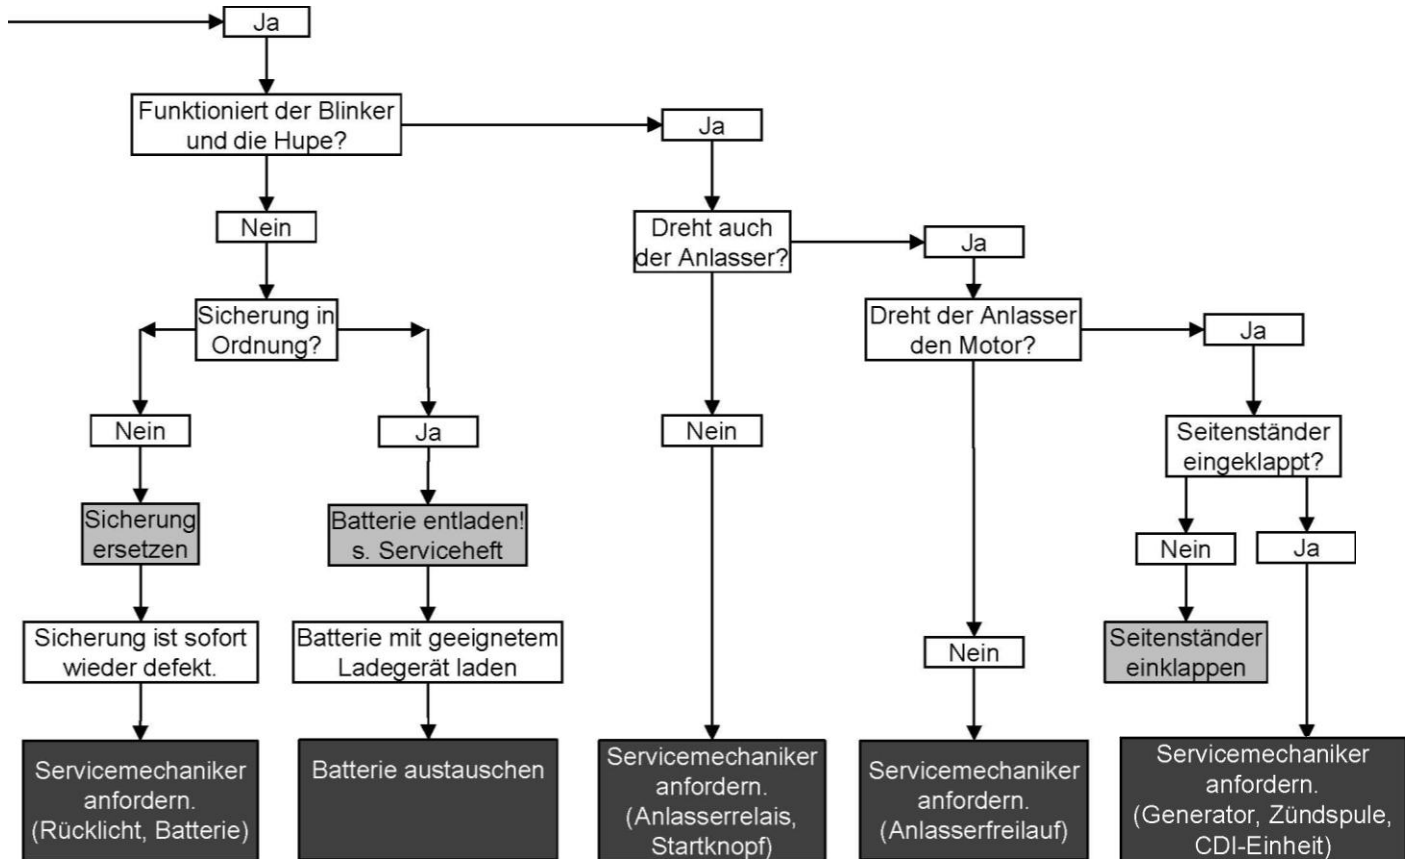 Ja
Funktioniert der Blinker
und die Hupe?
Ja
Nein
Dreht auch
der Anlasser?
Ja
Sicherung in
Ordnung?
Dreht der Anlasser
den Motor?
Ja
Nein
Ja
Nein
Seitenständer
eingeklappt?
Sicherung
ersetzen
Batterie entladen!
s. Serviceheft
Nein
Ja
Sicherung ist sofort
wieder defekt.
Batterie mit geeignetem
Ladegerät laden
Nein
Seitenständer
einklappen
Servicemechaniker
anfordern.
(Rücklicht, Batterie)
Batterie austauschen
Servicemechaniker
anfordern.
(Anlasserrelais,
Startknopf)
Servicemechaniker
anfordern.
(Anlasserfreilauf)
Servicemechaniker
anfordern.
(Generator, Zündspule,
CDI-Einheit)